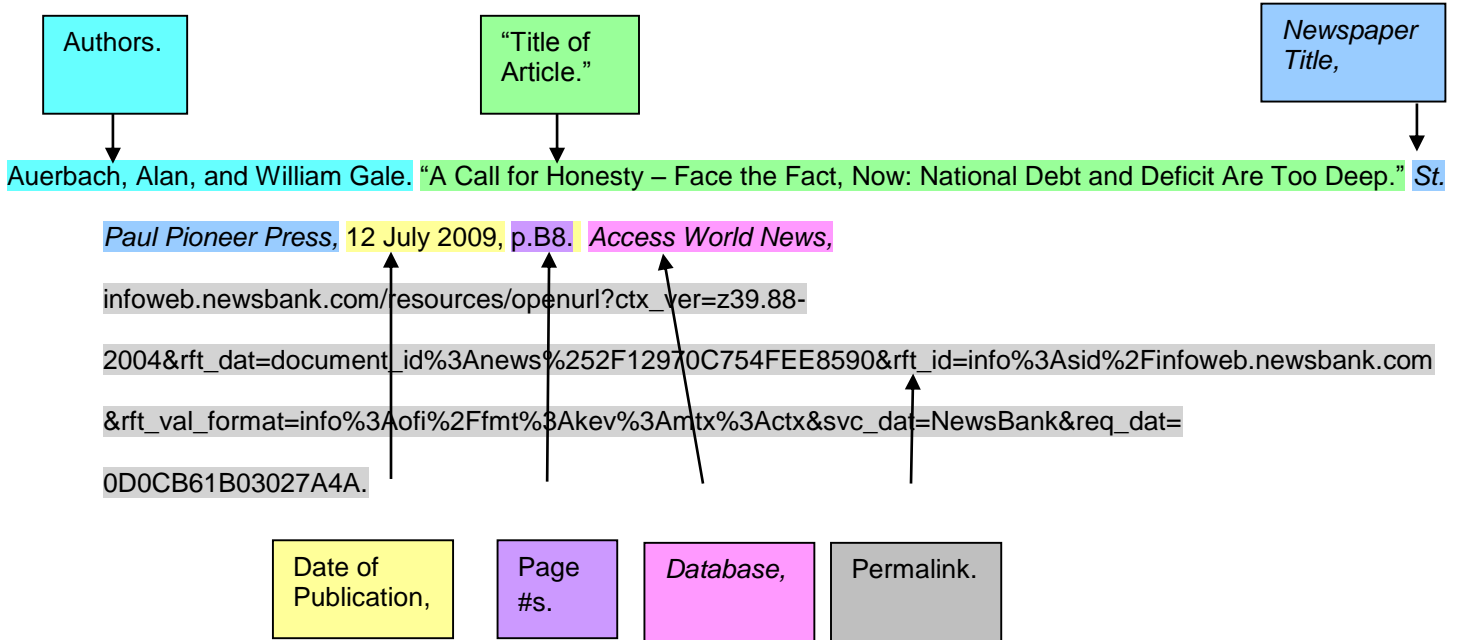 Authors.
“Title of
Article.”
Newspaper
Title,
Auerbach, Alan, and William Gale. “A Call for Honesty – Face the Fact, Now: National Debt and Deficit Are Too Deep.” St.
Paul Pioneer Press, 12 July 2009, p.B8. Access World News,
infoweb.newsbank.com/resources/openurl?ctx_ver=z39.88-
2004&rft_dat=document_id%3Anews%252F12970C754FEE8590&rft_id=info%3Asid%2Finfoweb.newsbank.com
&rft_val_format=info%3Aofi%2Ffmt%3Akev%3Amtx%3Actx&svc_dat=NewsBank&req_dat=
0D0CB61B03027A4A.
Date of
Publication,
Page
#s.
Database,
Permalink.